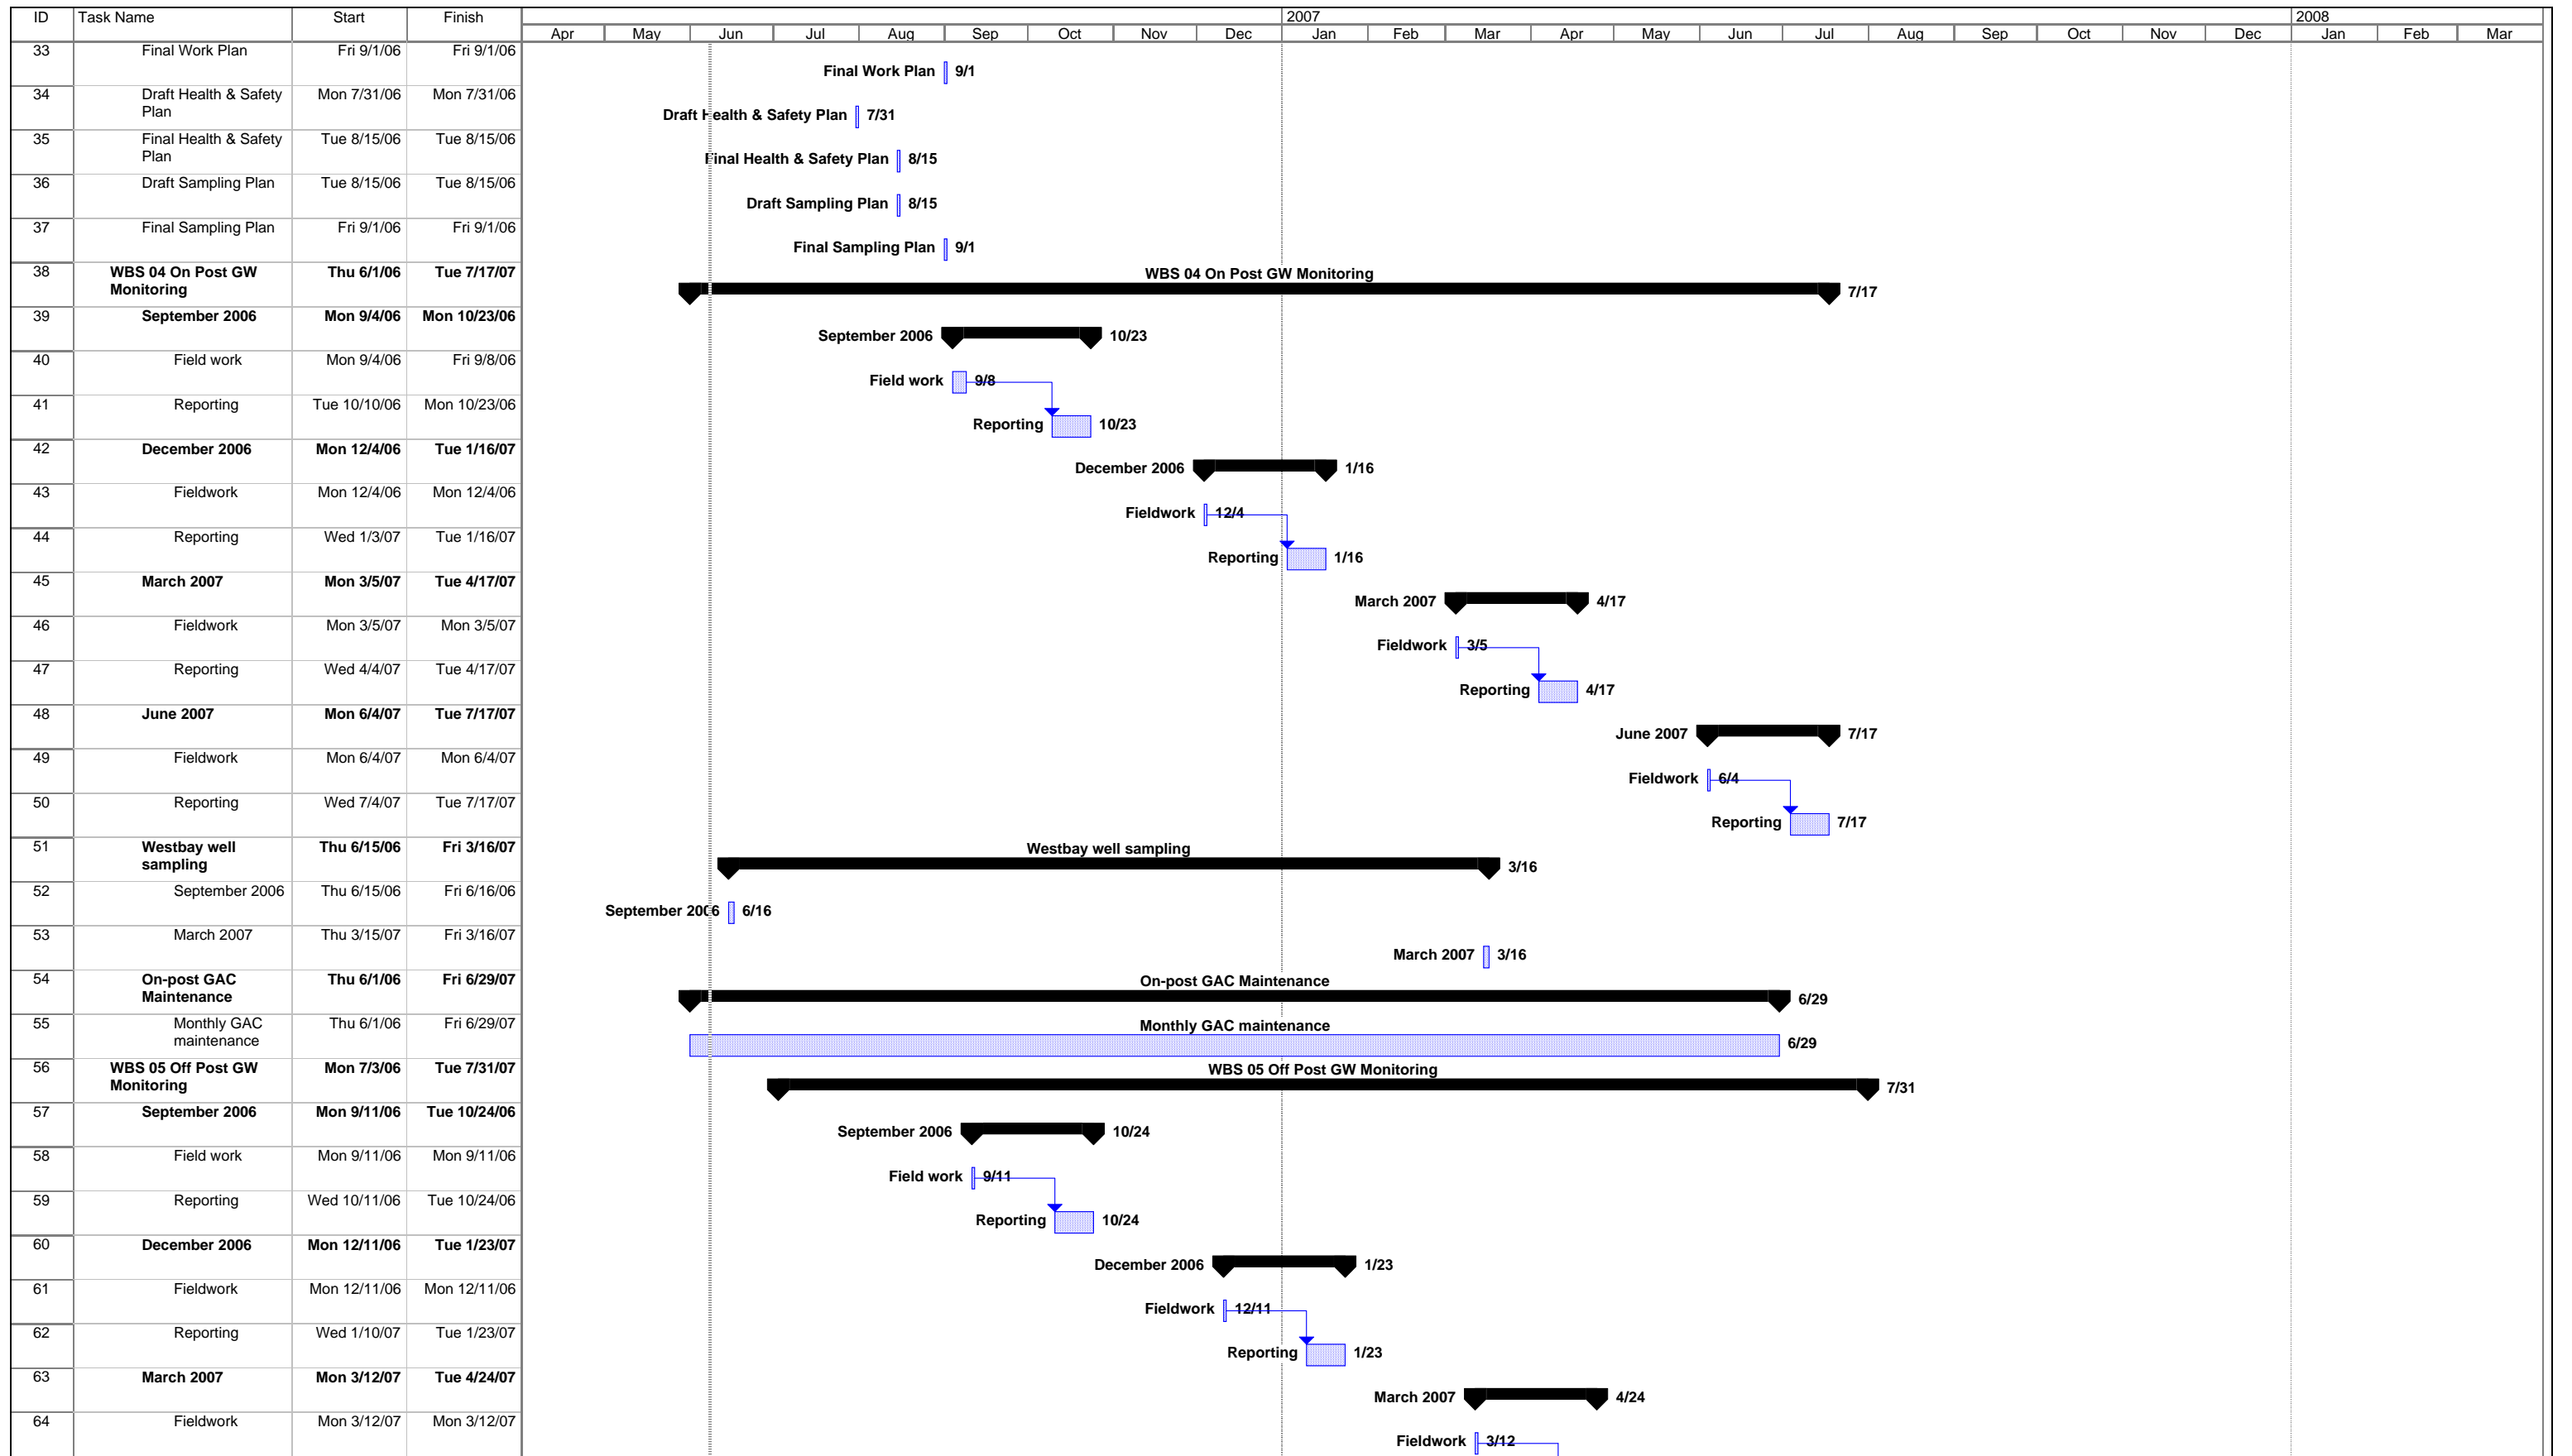 ID Task Name Start Finish 2007 2008
Apr May Jun Jul Aug Sep Oct Nov Dec Jan Feb Mar Apr May Jun Jul Aug Sep Oct Nov Dec Jan Feb Mar
33 Final Work Plan Fri 9/1/06 Fri 9/1/06
Final Work Plan 9/1
34 Draft Health & Safety Plan Mon 7/31/06 Mon 7/31/06
Draft Health & Safety Plan 7/31
35 Final Health & Safety Plan Tue 8/15/06 Tue 8/15/06
Final Health & Safety Plan 8/15
36 Draft Sampling Plan Tue 8/15/06 Tue 8/15/06
Draft Sampling Plan 8/15
37 Final Sampling Plan Fri 9/1/06 Fri 9/1/06
Final Sampling Plan 9/1
38 WBS 04 On Post GW Monitoring Thu 6/1/06 Tue 7/17/07
WBS 04 On Post GW Monitoring 7/17
39 September 2006 Mon 9/4/06 Mon 10/23/06
September 2006 10/23
40 Field work Mon 9/4/06 Fri 9/8/06
Field work 9/8
41 Reporting Tue 10/10/06 Mon 10/23/06
Reporting 10/23
42 December 2006 Mon 12/4/06 Tue 1/16/07
December 2006 1/16
43 Fieldwork Mon 12/4/06 Mon 12/4/06
Fieldwork 12/4
44 Reporting Wed 1/3/07 Tue 1/16/07
Reporting 1/16
45 March 2007 Mon 3/5/07 Tue 4/17/07
March 2007 4/17
46 Fieldwork Mon 3/5/07 Mon 3/5/07
Fieldwork 3/5
47 Reporting Wed 4/4/07 Tue 4/17/07
Reporting 4/17
48 June 2007 Mon 6/4/07 Tue 7/17/07
June 2007 7/17
49 Fieldwork Mon 6/4/07 Mon 6/4/07
Fieldwork 6/4
50 Reporting Wed 7/4/07 Tue 7/17/07
Reporting 7/17
51 Westbay well sampling Thu 6/15/06 Fri 3/16/07
Westbay well sampling 3/16
52 September 2006 Thu 6/15/06 Fri 6/16/06
September 2006 6/16
53 March 2007 Thu 3/15/07 Fri 3/16/07
March 2007 3/16
54 On-post GAC Maintenance Thu 6/1/06 Fri 6/29/07
On-post GAC Maintenance 6/29
55 Monthly GAC maintenance Thu 6/1/06 Fri 6/29/07
Monthly GAC maintenance 6/29
56 WBS 05 Off Post GW Monitoring Mon 7/3/06 Tue 7/31/07
WBS 05 Off Post GW Monitoring 7/31
57 September 2006 Mon 9/11/06 Tue 10/24/06
September 2006 10/24
58 Field work Mon 9/11/06 Mon 9/11/06
Field work 9/11
59 Reporting Wed 10/11/06 Tue 10/24/06
Reporting 10/24
60 December 2006 Mon 12/11/06 Tue 1/23/07
December 2006 1/23
61 Fieldwork Mon 12/11/06 Mon 12/11/06
Fieldwork 12/11
62 Reporting Wed 1/10/07 Tue 1/23/07
Reporting 1/23
63 March 2007 Mon 3/12/07 Tue 4/24/07
March 2007 4/24
64 Fieldwork Mon 3/12/07 Mon 3/12/07
Fieldwork 3/12